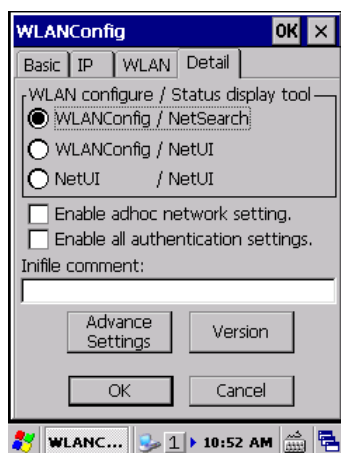 WLANConfig OK ×
Basic IP WLAN Detail
WLAN configure / Status display tool
WLANConfig / NetSearch
WLANConfig / NetUI
NetUI / NetUI
Enable adhoc network setting.
Enable all authentication settings.
Inifile comment:
Advance
Settings
Version
OK Cancel
WLANC... 1 10:52 AM